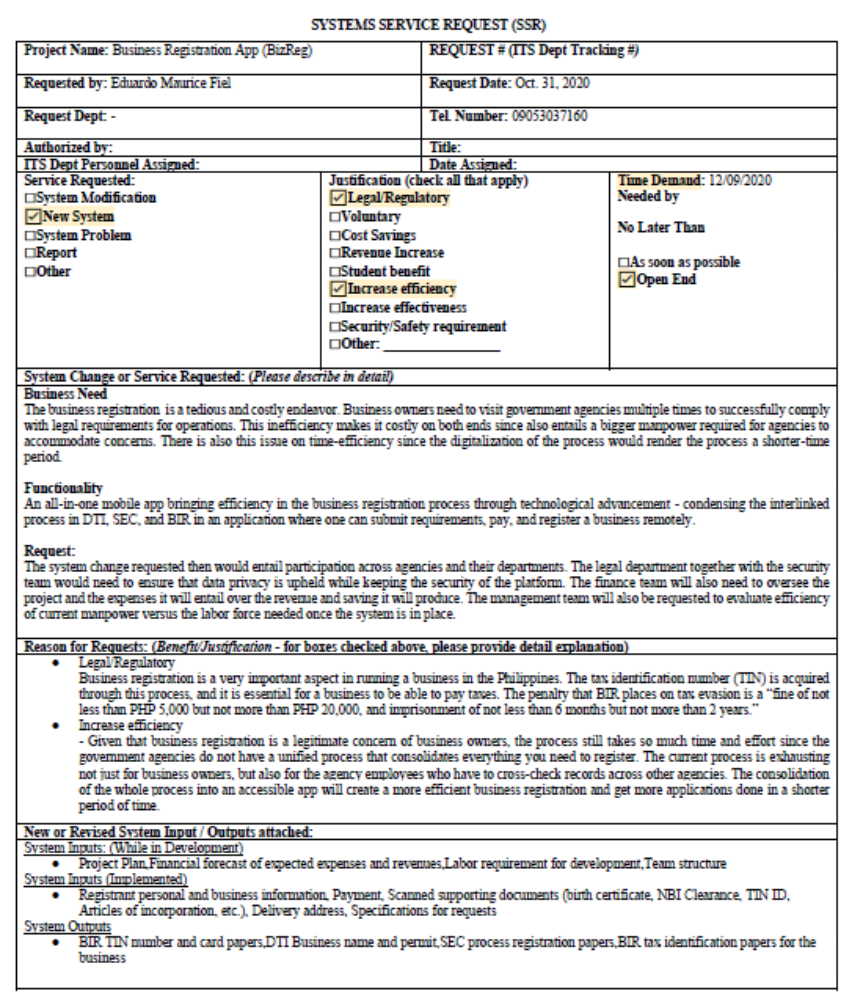 SYSTEMS SERVICE REQUEST (SSR)
Project Name: Business Registration App (BizReg)
REQUEST # (ITS Dept Tracking #)
Requested by: Eduardo Maurice Fiel
Request Date: Oct. 31, 2020
Request Dept: -
Tel. Number: 09053037160
Authorized by:
Title:
ITS Dept Personnel Assigned:
Date Assigned:
Service Requested:
☐System Modification
☑New System
☐System Problem
☐Report
☐Other
Justification (check all that apply)
☑Legal/Regulatory
☐Voluntary
☐Cost Savings
☐Revenue Increase
☐Student benefit
☑Increase efficiency
☐Increase effectiveness
☐Security/Safety requirement
☐Other: ________________
Time Demand: 12/09/2020
Needed by
No Later Than
☐As soon as possible
☑Open End
System Change or Service Requested: (Please describe in detail)
Business Need
The business registration is a tedious and costly endeavor. Business owners need to visit government agencies multiple times to successfully comply
with legal requirements for operations. This inefficiency makes it costly on both ends since also entails a bigger manpower required for agencies to
accommodate concerns. There is also this issue on time-efficiency since the digitalization of the process would render the process a shorter-time
period.
Functionality
An all-in-one mobile app bringing efficiency in the business registration process through technological advancement - condensing the interlinked
process in DTI, SEC, and BIR in an application where one can submit requirements, pay, and register a business remotely.
Request:
The system change requested then would entail participation across agencies and their departments. The legal department together with the security
team would need to ensure that data privacy is upheld while keeping the security of the platform. The finance team will also need to oversee the
project and the expenses it will entail over the revenue and saving it will produce. The management team will also be requested to evaluate efficiency
of current manpower versus the labor force needed once the system is in place.
Reason for Requests: (Benefit/Justification - for boxes checked above, please provide detail explanation)
● Legal/Regulatory
Business registration is a very important aspect in running a business in the Philippines. The tax identification number (TIN) is acquired
through this process, and it is essential for a business to be able to pay taxes. The penalty that BIR places on tax evasion is a “fine of not
less than PHP 5,000 but not more than PHP 20,000, and imprisonment of not less than 6 months but not more than 2 years.”
● Increase efficiency
- Given that business registration is a legitimate concern of business owners, the process still takes so much time and effort since the
government agencies do not have a unified process that consolidates everything you need to register. The current process is exhausting
not just for business owners, but also for the agency employees who have to cross-check records across other agencies. The consolidation
of the whole process into an accessible app will create a more efficient business registration and get more applications done in a shorter
period of time.
New or Revised System Input / Outputs attached:
System Inputs: (While in Development)
● Project Plan,Financial forecast of expected expenses and revenues,Labor requirement for development,Team structure
System Inputs (Implemented)
● Registrant personal and business information, Payment, Scanned supporting documents (birth certificate, NBI Clearance, TIN ID,
Articles of incorporation, etc.), Delivery address, Specifications for requests
System Outputs
● BIR TIN number and card papers,DTI Business name and permit,SEC process registration papers,BIR tax identification papers for the
business